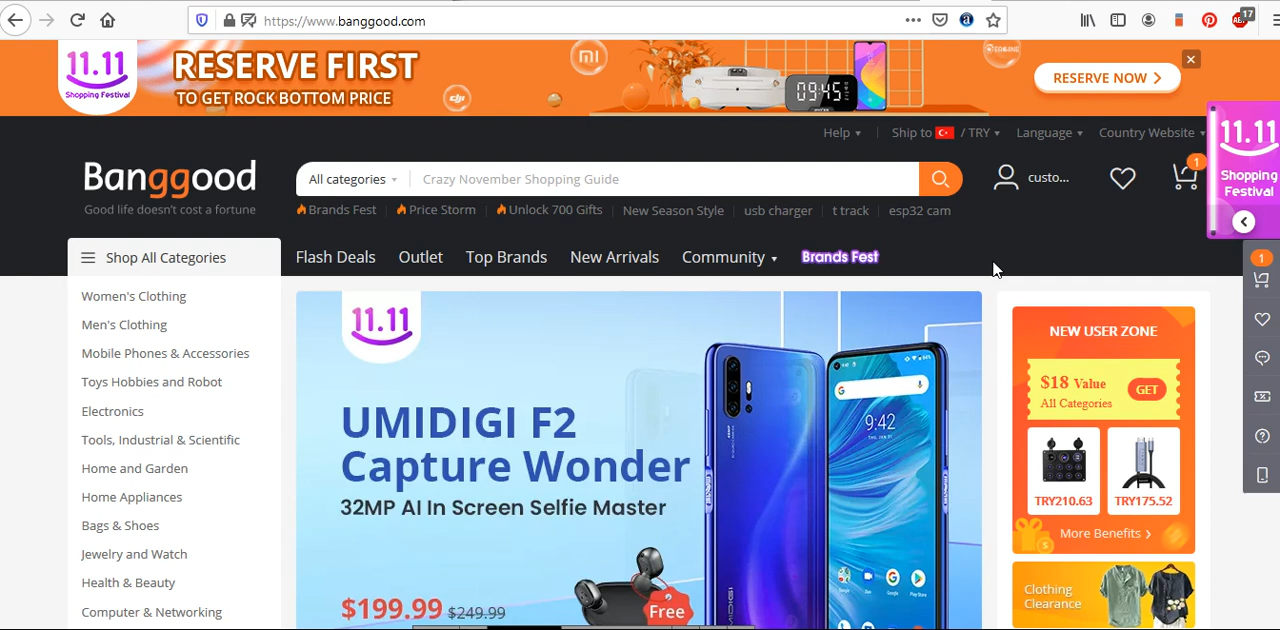 https://www.banggood.com
17
11.11
Shopping Festival
RESERVE FIRST
TO GET ROCK BOTTOM PRICE
mi
dji
09:45
RESERVE NOW
Help
Ship to / TRY
Language
Country Website
11.11
Shopping
Festival
Banggood
Good life doesn't cost a fortune
All categories
Crazy November Shopping Guide
custo...
1
Brands Fest
Price Storm
Unlock 700 Gifts
New Season Style
usb charger
t track
esp32 cam
Shop All Categories
Flash Deals
Outlet
Top Brands
New Arrivals
Community
Brands Fest
1
Women's Clothing
Men's Clothing
Mobile Phones & Accessories
Toys Hobbies and Robot
Electronics
Tools, Industrial & Scientific
Home and Garden
Home Appliances
Bags & Shoes
Jewelry and Watch
Health & Beauty
Computer & Networking
11.11
UMIDIGI F2
Capture Wonder
32MP AI In Screen Selfie Master
$199.99 $249.99
Free
9:42
NEW USER ZONE
$18 Value
All Categories
GET
TRY210.63
TRY175.52
More Benefits
Clothing
Clearance